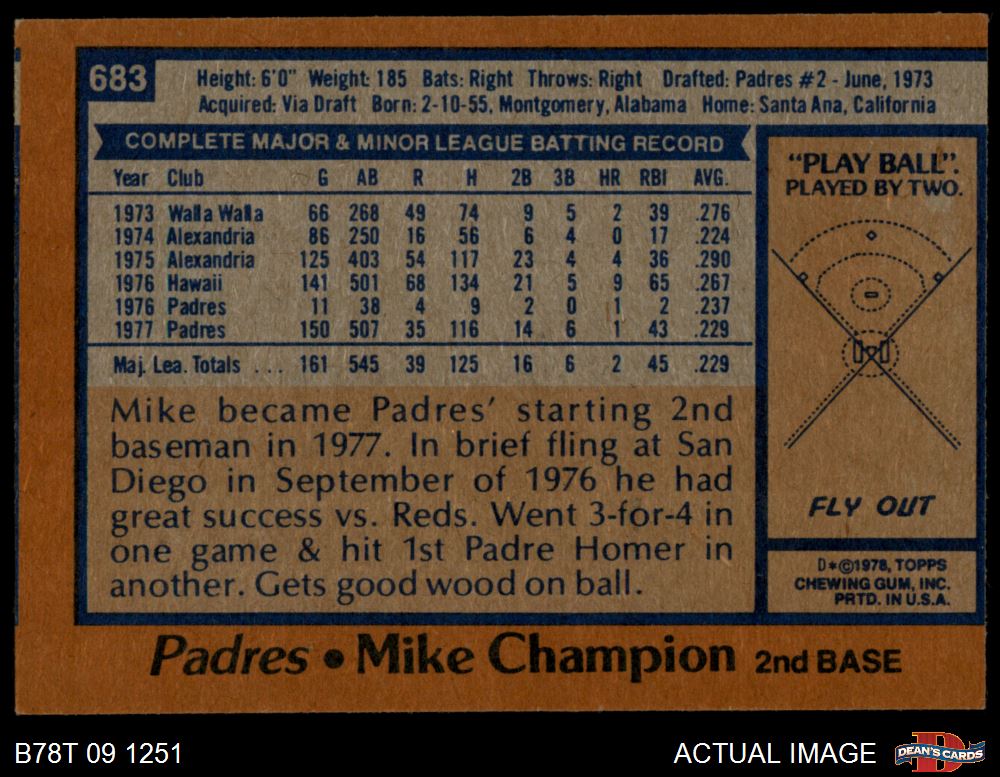 683
Height: 6'0" Weight: 185 Bats: Right Throws: Right Drafted: Padres #2 - June, 1973
Acquired: Via Draft Born: 2-10-55, Montgomery, Alabama Home: Santa Ana, California
COMPLETE MAJOR & MINOR LEAGUE BATTING RECORD
Year Club G AB R H 2B 3B HR RBI AVG.
1973 Walla Walla 66 268 49 74 9 5 2 39 .276
1974 Alexandria 86 250 16 56 6 4 0 17 .224
1975 Alexandria 125 403 54 117 23 4 4 36 .290
1976 Hawaii 141 501 68 134 21 5 9 65 .267
1976 Padres 11 38 4 9 2 0 1 2 .237
1977 Padres 150 507 35 116 14 6 1 43 .229
Maj. Lea. Totals ... 161 545 39 125 16 6 2 45 .229
Mike became Padres' starting 2nd
baseman in 1977. In brief fling at San
Diego in September of 1976 he had
great success vs. Reds. Went 3-for-4 in
one game & hit 1st Padre Homer in
another. Gets good wood on ball.
"PLAY BALL".
PLAYED BY TWO.
FLY OUT
D*©1978, TOPPS
CHEWING GUM, INC.
PRTD. IN U.S.A.
Padres • Mike Champion 2nd BASE
B78T 09 1251
ACTUAL IMAGE
D
DEAN'S CARDS